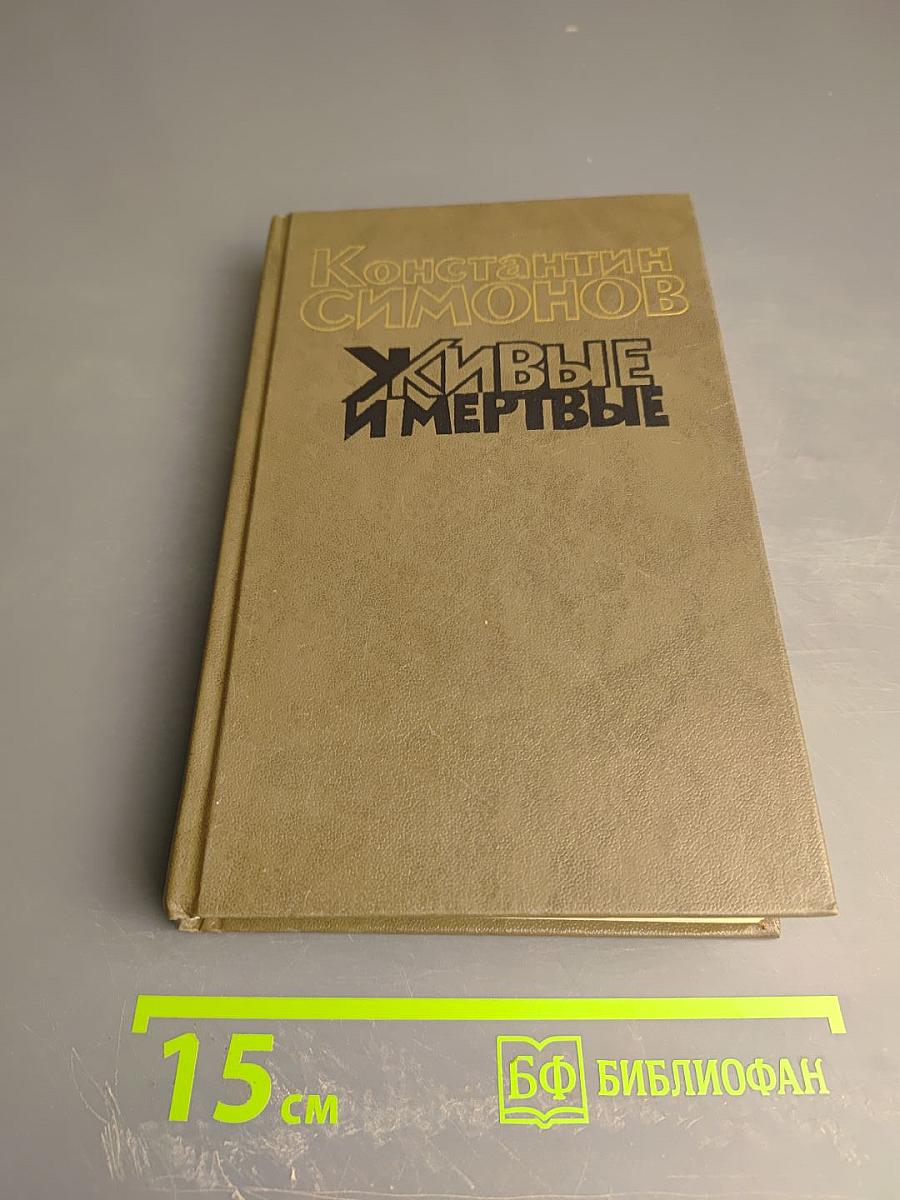 Константин
СИМОНОВ
ЖИВЫЕ
И МЕРТВЫЕ
15 см
БФ БИБЛИОФАН